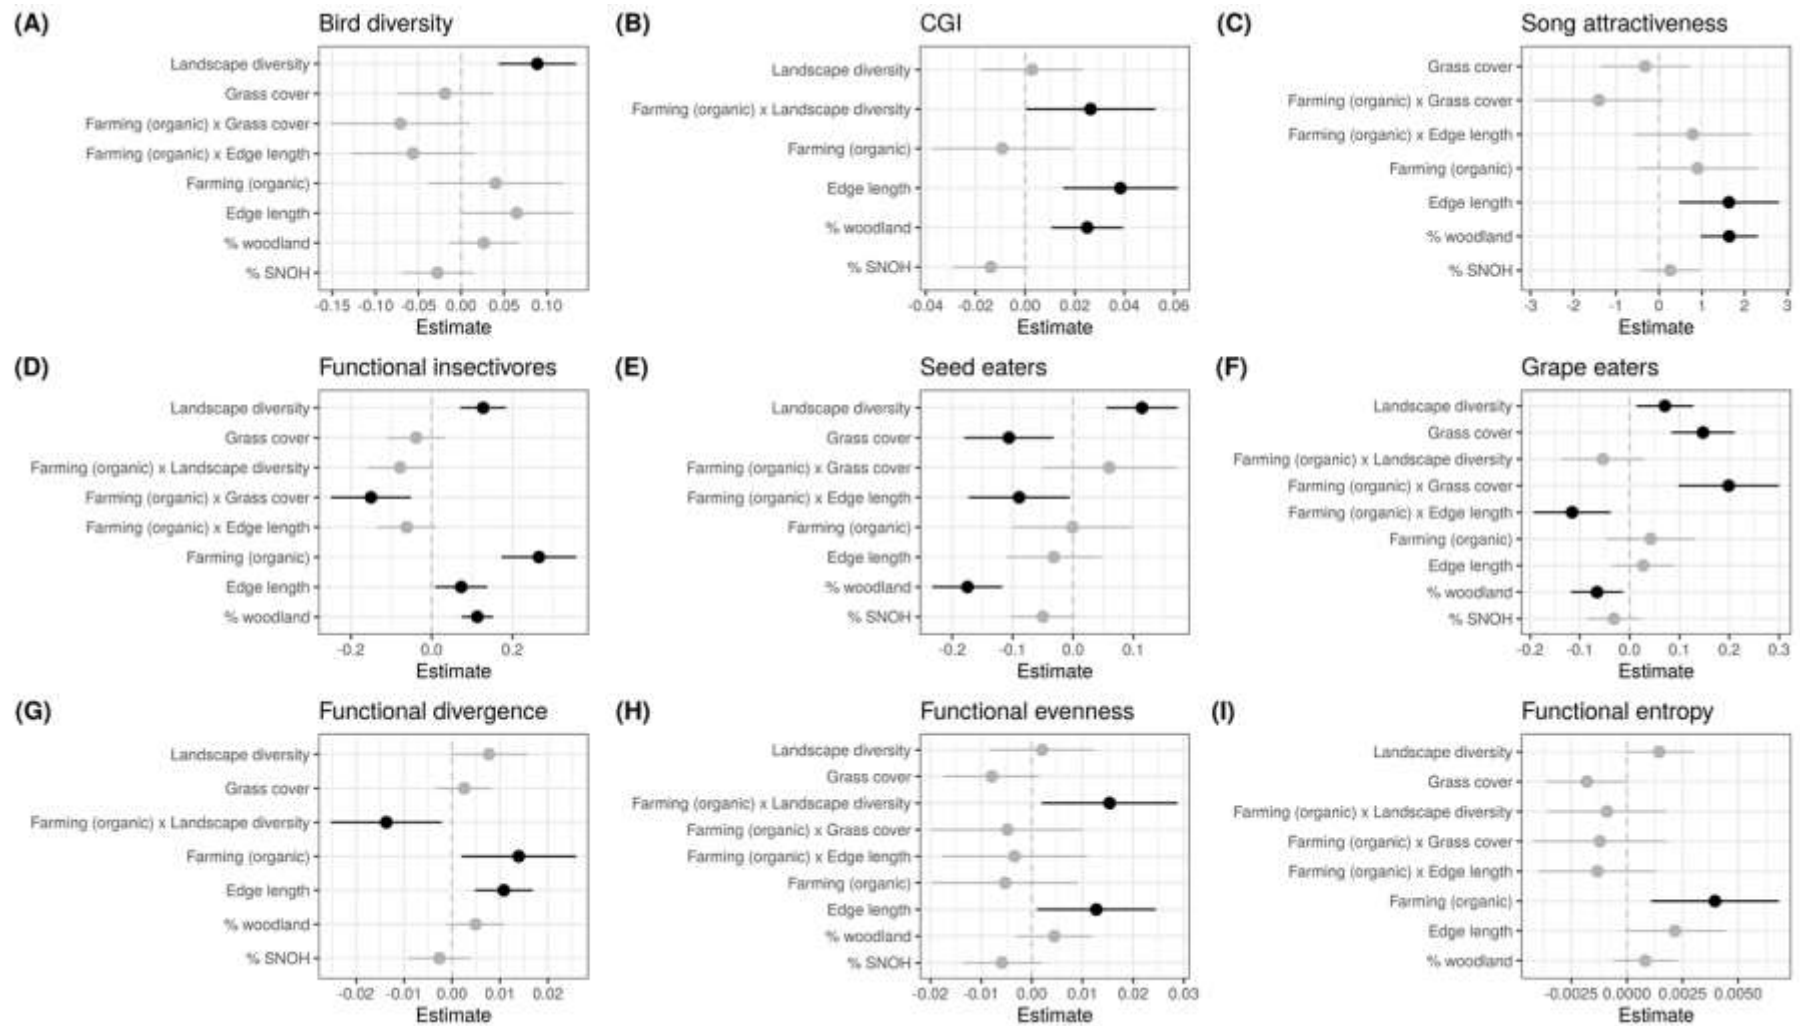 (A) Bird diversity
Landscape diversity
Grass cover
Farming (organic) x Grass cover
Farming (organic) x Edge length
Farming (organic)
Edge length
% woodland
% SNOH
-0.15 -0.10 -0.05 0.00 0.05 0.10
Estimate
(B) CGI
Landscape diversity
Farming (organic) x Landscape diversity
Farming (organic)
Edge length
% woodland
% SNOH
-0.04 -0.02 0.00 0.02 0.04 0.06
Estimate
(C) Song attractiveness
Grass cover
Farming (organic) x Grass cover
Farming (organic) x Edge length
Farming (organic)
Edge length
% woodland
% SNOH
-3 -2 -1 0 1 2 3
Estimate
(D) Functional insectivores
Landscape diversity
Grass cover
Farming (organic) x Landscape diversity
Farming (organic) x Grass cover
Farming (organic) x Edge length
Farming (organic)
Edge length
% woodland
-0.2 0.0 0.2
Estimate
(E) Seed eaters
Landscape diversity
Grass cover
Farming (organic) x Grass cover
Farming (organic) x Edge length
Farming (organic)
Edge length
% woodland
% SNOH
-0.2 -0.1 0.0 0.1
Estimate
(F) Grape eaters
Landscape diversity
Grass cover
Farming (organic) x Landscape diversity
Farming (organic) x Grass cover
Farming (organic) x Edge length
Farming (organic)
Edge length
% woodland
% SNOH
-0.2 -0.1 0.0 0.1 0.2 0.3
Estimate
(G) Functional divergence
Landscape diversity
Grass cover
Farming (organic) x Landscape diversity
Farming (organic)
Edge length
% woodland
% SNOH
-0.02 -0.01 0.00 0.01 0.02
Estimate
(H) Functional evenness
Landscape diversity
Grass cover
Farming (organic) x Landscape diversity
Farming (organic) x Grass cover
Farming (organic) x Edge length
Farming (organic)
Edge length
% woodland
% SNOH
-0.02 -0.01 0.00 0.01 0.02 0.03
Estimate
(I) Functional entropy
Landscape diversity
Grass cover
Farming (organic) x Landscape diversity
Farming (organic) x Grass cover
Farming (organic) x Edge length
Farming (organic)
Edge length
% woodland
-0.0025 0.0000 0.0025 0.0050
Estimate